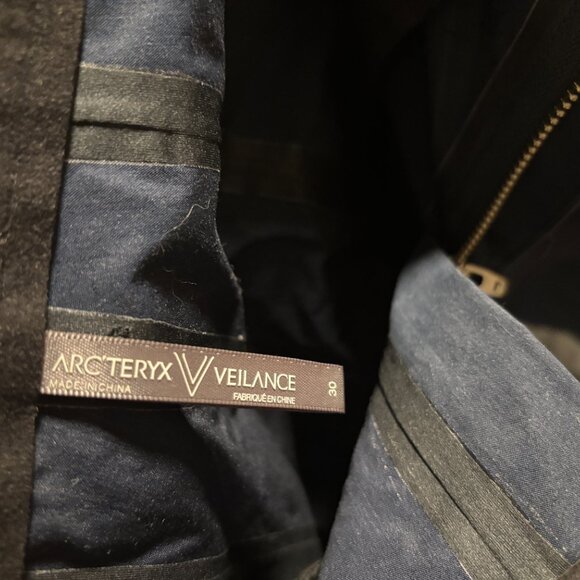 ARC'TERYX VEILANCE
MADE IN CHINA FABRIQUÉ EN CHINE
30